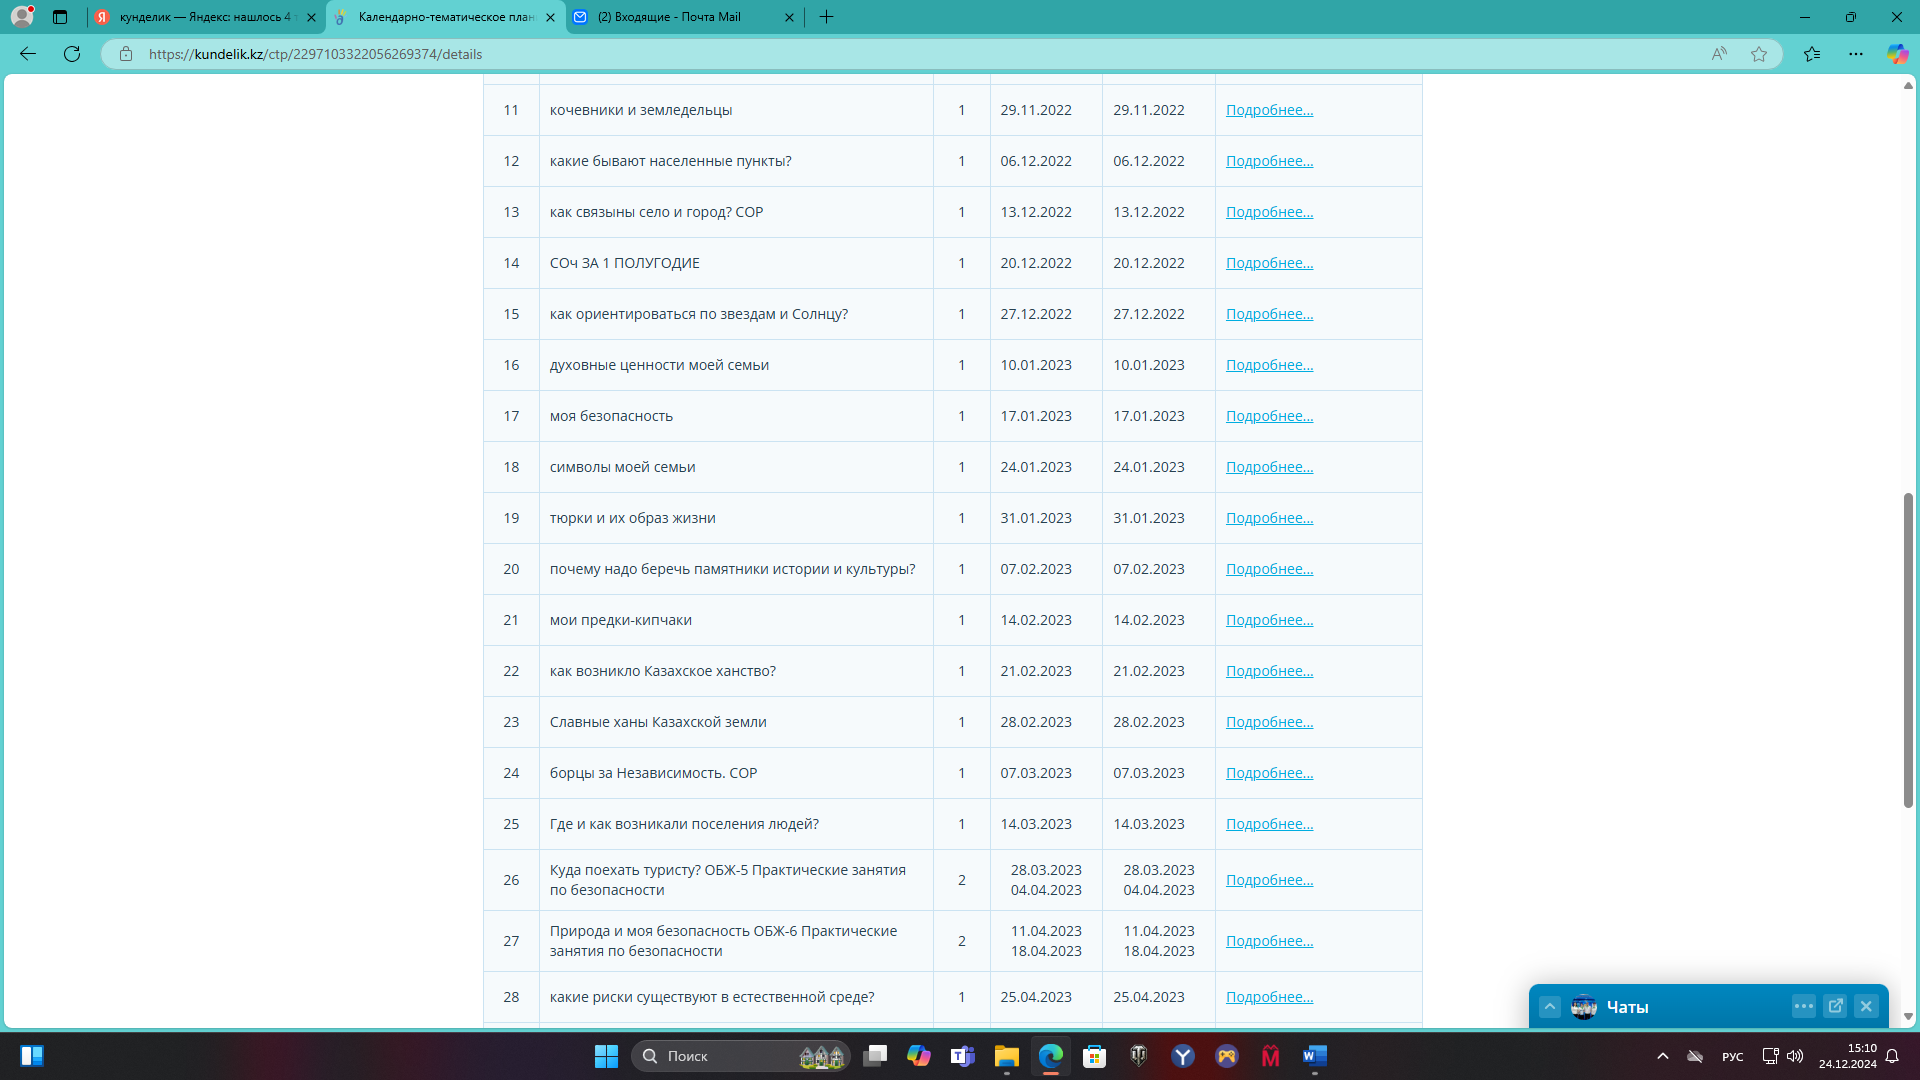 кунделик — Яндекс: нашлось 4 т
Календарно-тематическое план
(2) Входящие - Почта Mail
https://kundelik.kz/ctp/2297103322056269374/details
11 кочевники и земледельцы 1 29.11.2022 29.11.2022 Подробнее...
12 какие бывают населенные пункты? 1 06.12.2022 06.12.2022 Подробнее...
13 как связыны село и город? СОР 1 13.12.2022 13.12.2022 Подробнее...
14 СОч ЗА 1 ПОЛУГОДИЕ 1 20.12.2022 20.12.2022 Подробнее...
15 как ориентироваться по звездам и Солнцу? 1 27.12.2022 27.12.2022 Подробнее...
16 духовные ценности моей семьи 1 10.01.2023 10.01.2023 Подробнее...
17 моя безопасность 1 17.01.2023 17.01.2023 Подробнее...
18 символы моей семьи 1 24.01.2023 24.01.2023 Подробнее...
19 тюрки и их образ жизни 1 31.01.2023 31.01.2023 Подробнее...
20 почему надо беречь памятники истории и культуры? 1 07.02.2023 07.02.2023 Подробнее...
21 мои предки-кипчаки 1 14.02.2023 14.02.2023 Подробнее...
22 как возникло Казахское ханство? 1 21.02.2023 21.02.2023 Подробнее...
23 Славные ханы Казахской земли 1 28.02.2023 28.02.2023 Подробнее...
24 борцы за Независимость. СОР 1 07.03.2023 07.03.2023 Подробнее...
25 Где и как возникали поселения людей? 1 14.03.2023 14.03.2023 Подробнее...
Куда поехать туристу? ОБЖ-5 Практические занятия 28.03.2023 28.03.2023
26 2 Подробнее...
по безопасности 04.04.2023 04.04.2023
Природа и моя безопасность ОБЖ-6 Практические 11.04.2023 11.04.2023
27 2 Подробнее...
занятия по безопасности 18.04.2023 18.04.2023
28 какие риски существуют в естественной среде? 1 25.04.2023 25.04.2023 Подробнее...
Чаты
Поиск
РУС
15:10
24.12.2024